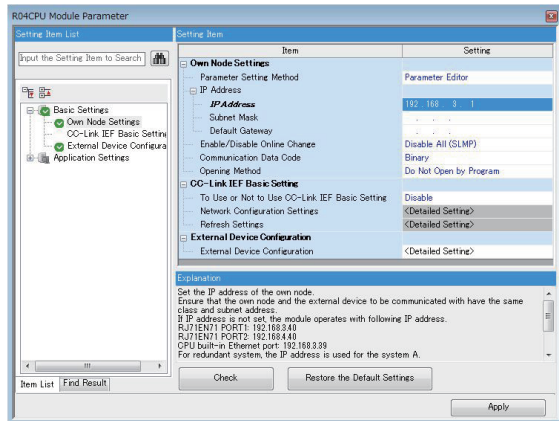 R04CPU Module Parameter
Setting Item List
Input the Setting Item to Search
Basic Settings
Own Node Settings
CC-Link IEF Basic Setting
External Device Configura
Application Settings
Item List
Find Result
Setting Item
Item
Setting
Own Node Settings
Parameter Setting Method
Parameter Editor
IP Address
IP Address
192 . 168 . 3 . 1
Subnet Mask
. . .
Default Gateway
. . .
Enable/Disable Online Change
Disable All (SLMP)
Communication Data Code
Binary
Opening Method
Do Not Open by Program
CC-Link IEF Basic Setting
To Use or Not to Use CC-Link IEF Basic Setting
Disable
Network Configuration Settings
<Detailed Setting>
Refresh Settings
<Detailed Setting>
External Device Configuration
External Device Configuration
<Detailed Setting>
Explanation
Set the IP address of the own node.
Ensure that the own node and the external device to be communicated with have the same
class and subnet address.
If IP address is not set, the module operates with following IP address.
RJ71EN71 PORT1: 192.168.3.40
RJ71EN71 PORT2: 192.168.4.40
CPU built-in Ethernet port: 192.168.3.39
For redundant system, the IP address is used for the system A.
Check
Restore the Default Settings
Apply